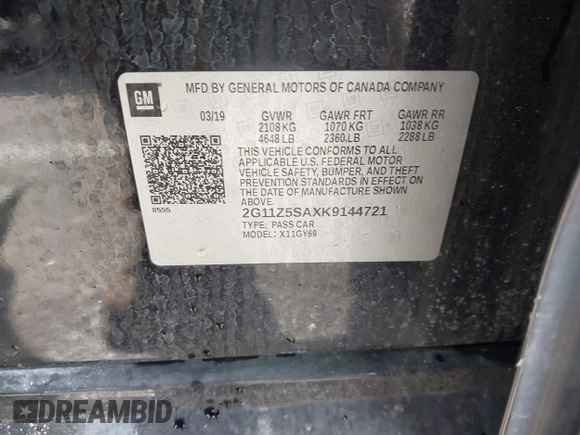 GM
MFD BY GENERAL MOTORS OF CANADA COMPANY
03/19 GVWR GAWR FRT GAWR RR
2108 KG 1070 KG 1038 KG
4648 LB 2360 LB 2288 LB
THIS VEHICLE CONFORMS TO ALL
APPLICABLE U.S. FEDERAL MOTOR
VEHICLE SAFETY, BUMPER, AND THEFT
PREVENTION STANDARDS IN EFFECT ON
THE DATE OF MANUFACTURE SHOWN
ABOVE.
8555
2G11Z5SAXK9144721
TYPE: PASS CAR
MODEL: X11GY69
DREAMBID